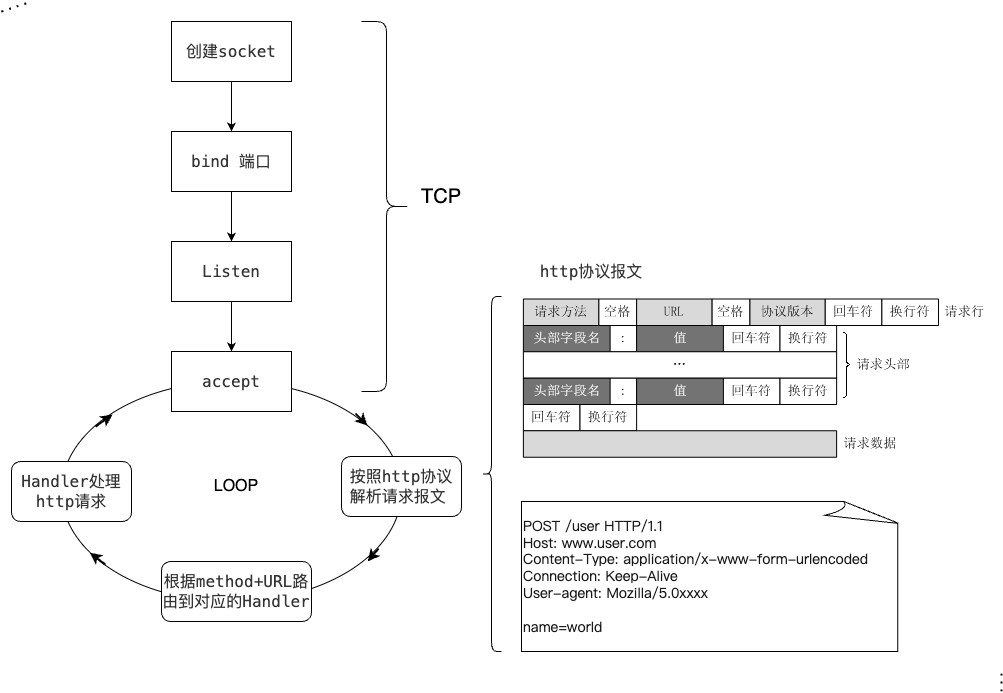 创建socket
bind 端口
TCP
Listen
accept
LOOP
按照http协议
解析请求报文
根据method+URL路
由到对应的Handler
Handler处理
http请求
http协议报文
请求方法 空格 URL 空格 协议版本 回车符 换行符 请求行
头部字段名 : 值 回车符 换行符
...
请求头部
头部字段名 : 值 回车符 换行符
回车符 换行符
请求数据
POST /user HTTP/1.1
Host: www.user.com
Content-Type: application/x-www-form-urlencoded
Connection: Keep-Alive
User-agent: Mozilla/5.0xxxx
name=world